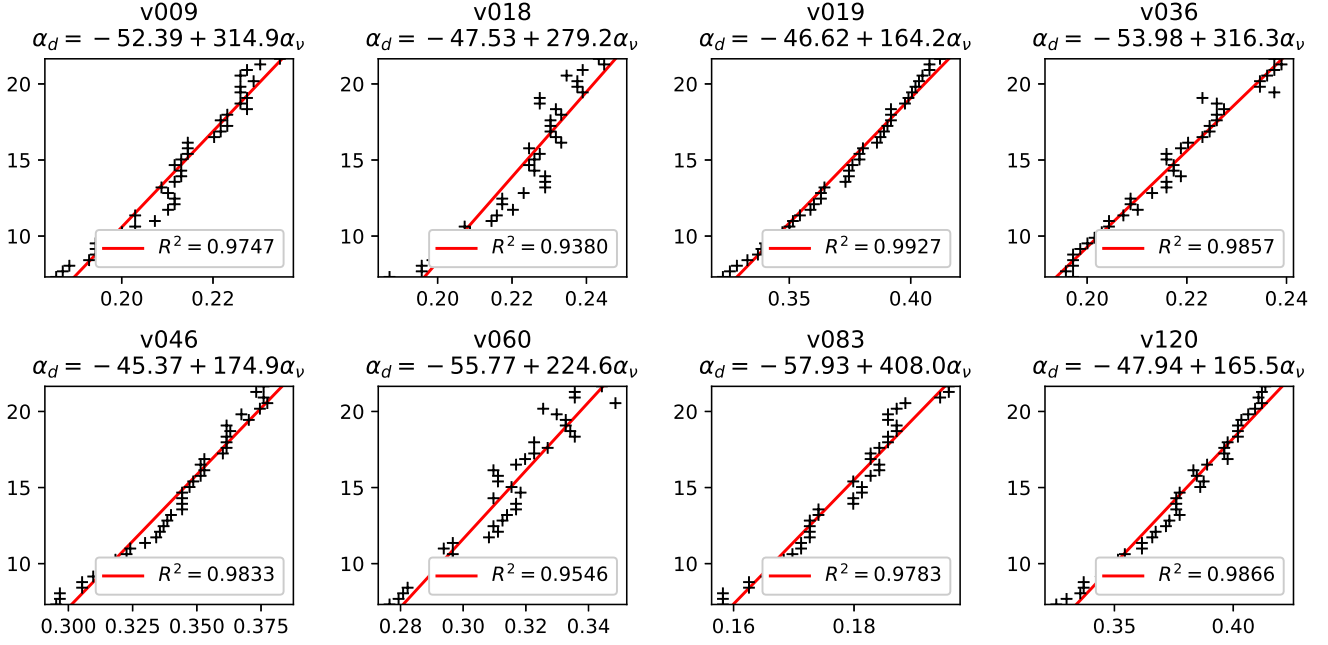 v009 v018 v019 v036
α_d = −52.39 + 314.9α_ν α_d = −47.53 + 279.2α_ν α_d = −46.62 + 164.2α_ν α_d = −53.98 + 316.3α_ν
20 20 20 20
15 15 15 15
10 10 10 10
R² = 0.9747 R² = 0.9380 R² = 0.9927 R² = 0.9857
0.20 0.22 0.20 0.22 0.24 0.35 0.40 0.20 0.22 0.24
v046 v060 v083 v120
α_d = −45.37 + 174.9α_ν α_d = −55.77 + 224.6α_ν α_d = −57.93 + 408.0α_ν α_d = −47.94 + 165.5α_ν
20 20 20 20
15 15 15 15
10 10 10 10
R² = 0.9833 R² = 0.9546 R² = 0.9783 R² = 0.9866
0.300 0.325 0.350 0.375 0.28 0.30 0.32 0.34 0.16 0.18 0.35 0.40